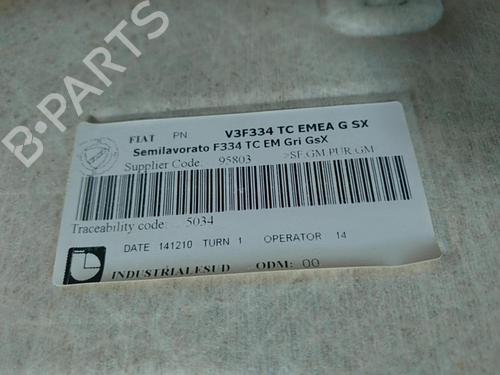 FIAT PN V3F334 TC EMEA G SX
Semilavorato F334 TC EM Gri GsX
Supplier Code: 95803 >SF.GM.PUR.GM
Traceability code: 5034
DATE 141210 TURN 1 OPERATOR 14
INDUSTRIALESUD ODM: 00
B-PARTS